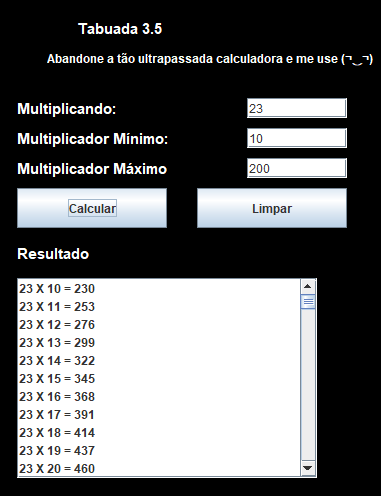 Tabuada 3.5
Abandone a tão ultrapassada calculadora e me use (¬‿¬)
Multiplicando: 23
Multiplicador Mínimo: 10
Multiplicador Máximo 200
Calcular Limpar
Resultado
23 X 10 = 230
23 X 11 = 253
23 X 12 = 276
23 X 13 = 299
23 X 14 = 322
23 X 15 = 345
23 X 16 = 368
23 X 17 = 391
23 X 18 = 414
23 X 19 = 437
23 X 20 = 460